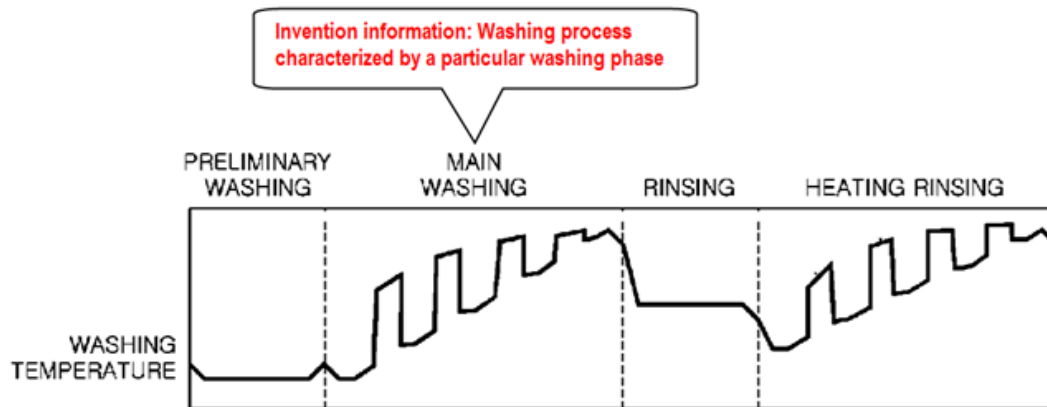 Invention information: Washing process
characterized by a particular washing phase
PRELIMINARY
WASHING
MAIN
WASHING
RINSING
HEATING RINSING
WASHING
TEMPERATURE